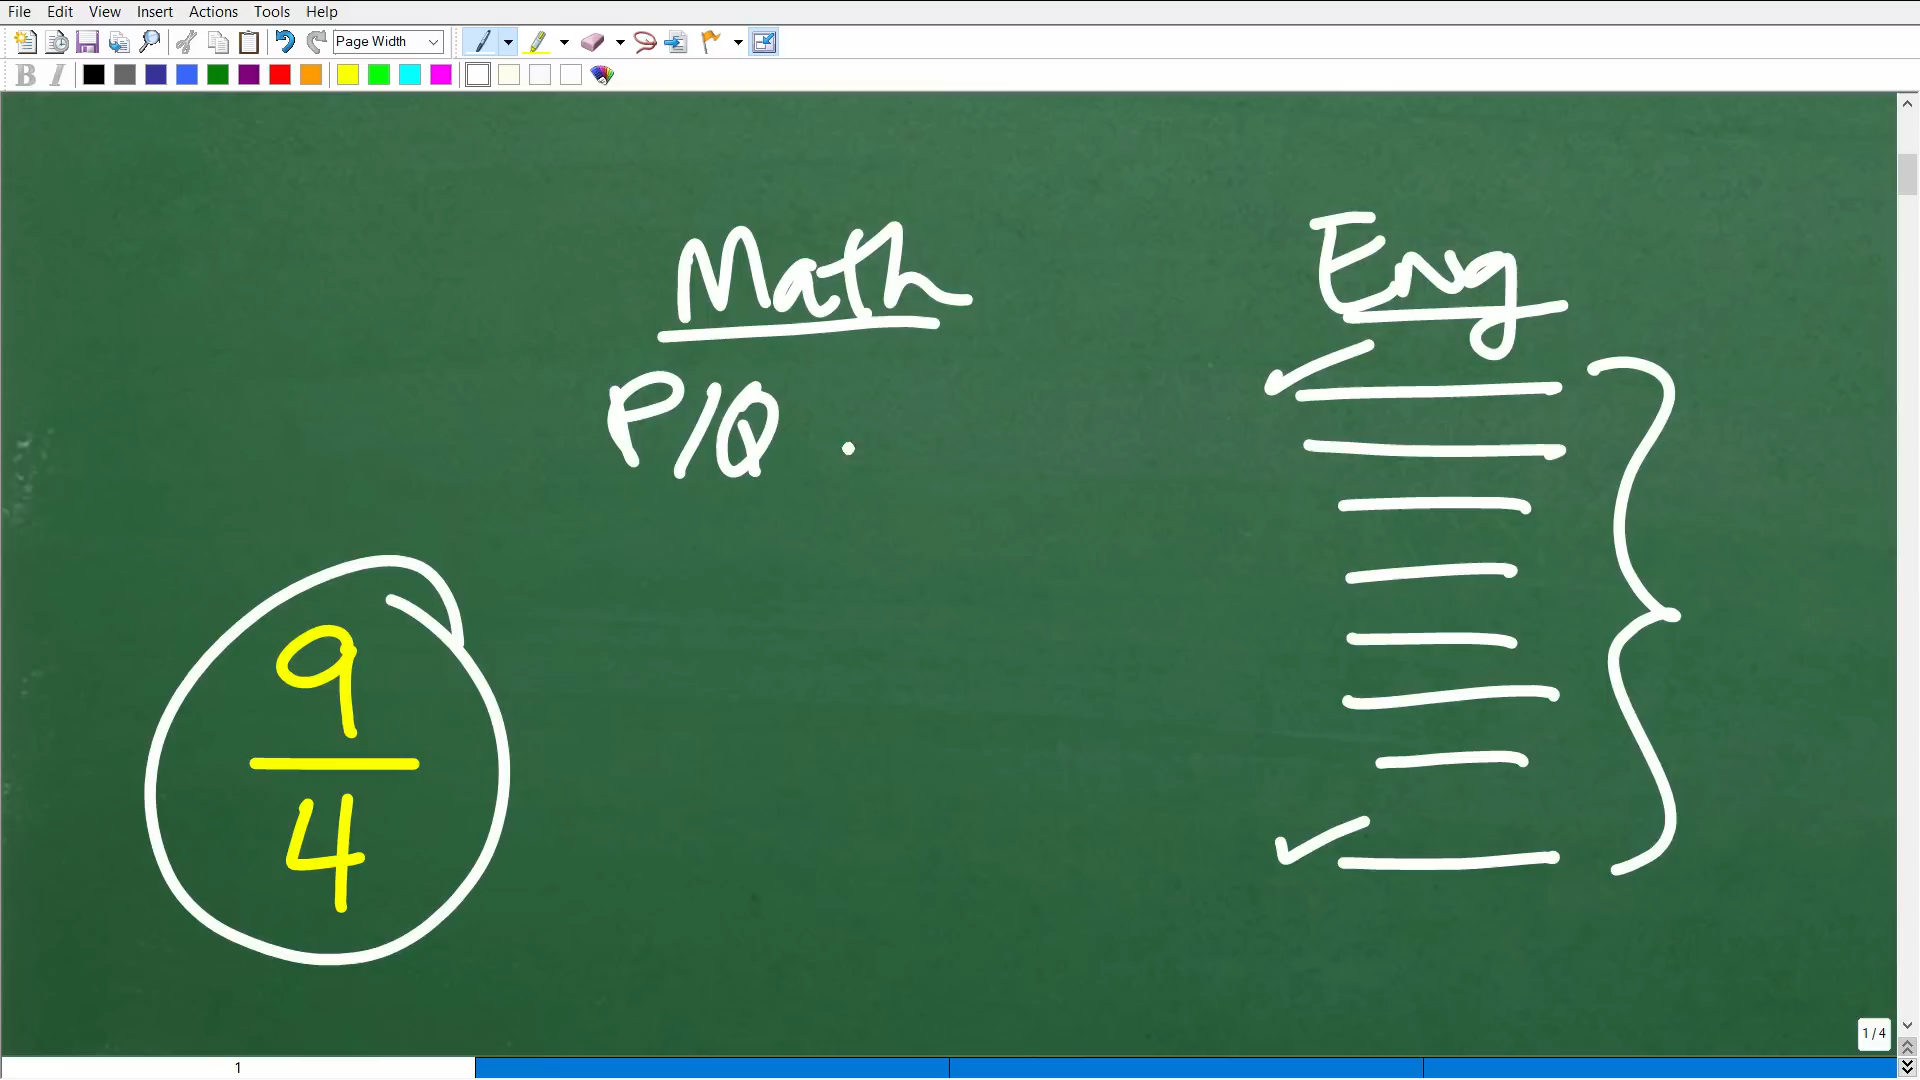 File Edit View Insert Actions Tools Help
Page Width
B I
Math
Eng
P/Q
9
4
1 / 4
1